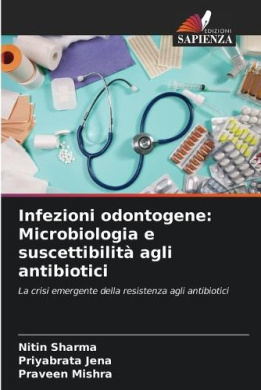 EDIZIONI
SAPIENZA
Infezioni odontogene:
Microbiologia e
suscettibilità agli
antibiotici
La crisi emergente della resistenza agli antibiotici
Nitin Sharma
Priyabrata Jena
Praveen Mishra